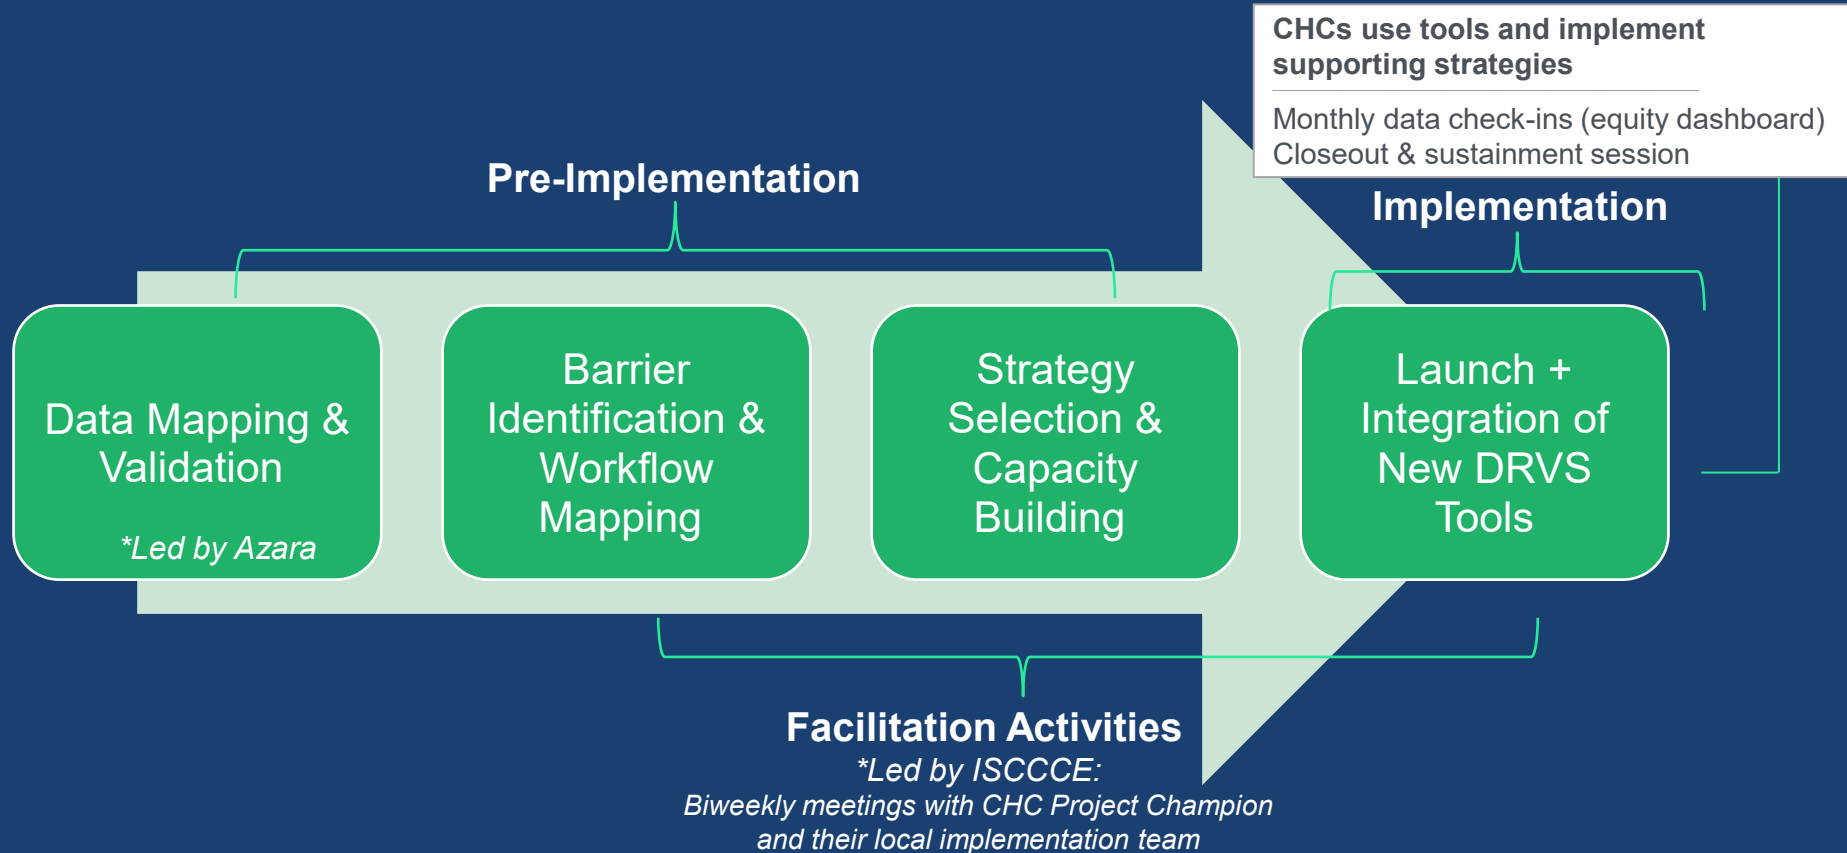 CHCs use tools and implement
supporting strategies
Monthly data check-ins (equity dashboard)
Closeout & sustainment session
Pre-Implementation
Implementation
Data Mapping &
Validation
*Led by Azara
Barrier
Identification &
Workflow
Mapping
Strategy
Selection &
Capacity
Building
Launch +
Integration of
New DRVS
Tools
Facilitation Activities
*Led by ISCCCE:
Biweekly meetings with CHC Project Champion
and their local implementation team